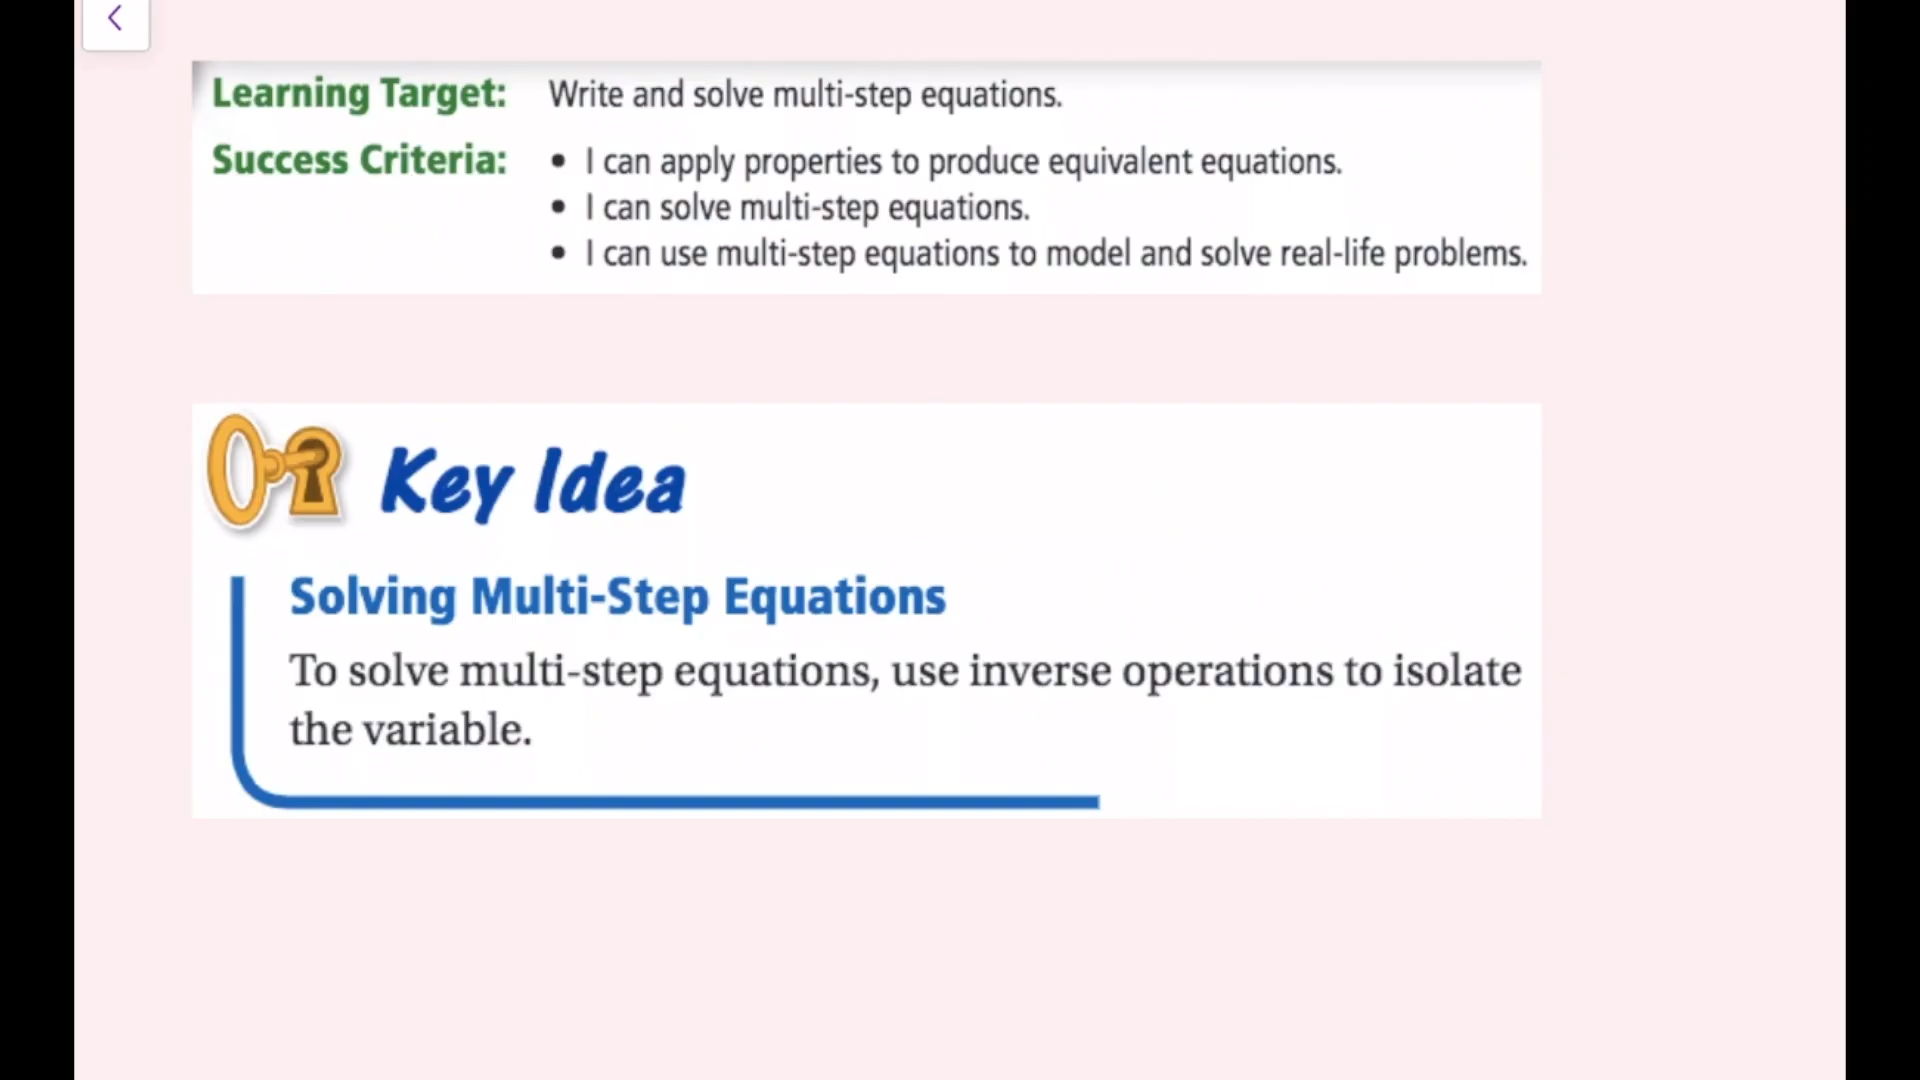 Learning Target: Write and solve multi-step equations.
Success Criteria: • I can apply properties to produce equivalent equations.
• I can solve multi-step equations.
• I can use multi-step equations to model and solve real-life problems.
Key Idea
Solving Multi-Step Equations
To solve multi-step equations, use inverse operations to isolate
the variable.